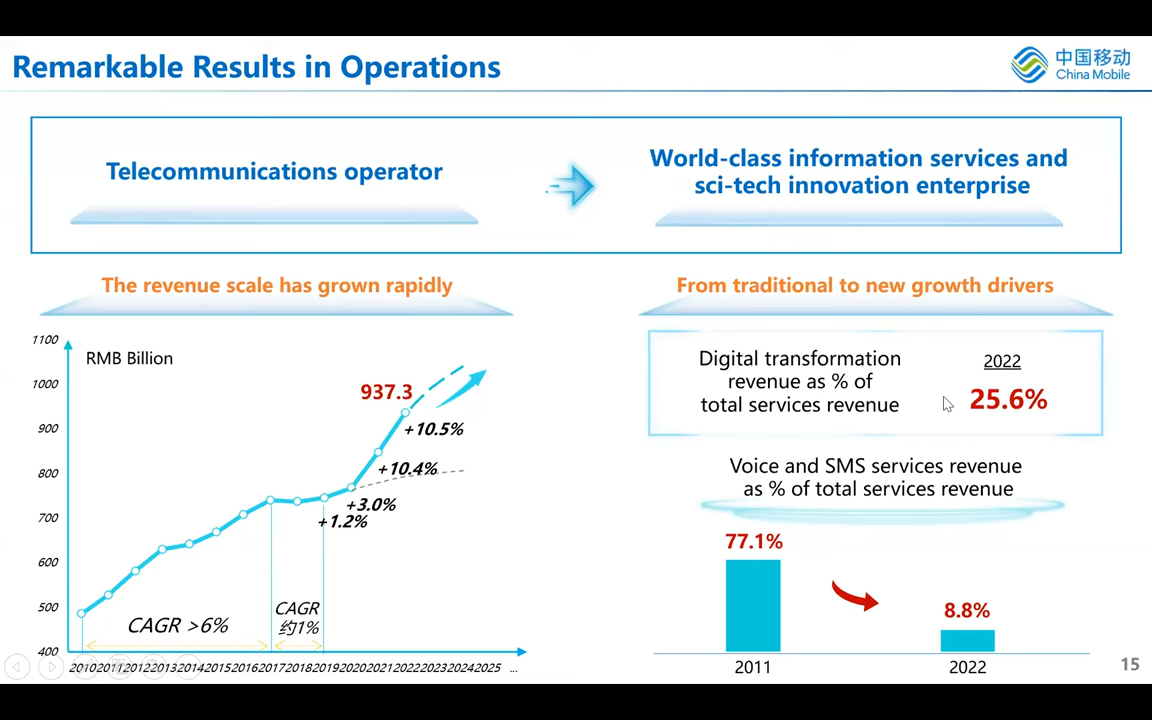 Remarkable Results in Operations
中国移动
China Mobile
Telecommunications operator
World-class information services and
sci-tech innovation enterprise
The revenue scale has grown rapidly
From traditional to new growth drivers
1100
1000
900
800
700
600
500
400
RMB Billion
937.3
+10.5%
+10.4%
+3.0%
+1.2%
CAGR >6%
CAGR
约1%
2010 2011 2012 2013 2014 2015 2016 2017 2018 2019 2020 2021 2022 2023 2024 2025 ...
Digital transformation
revenue as % of
total services revenue
2022
25.6%
Voice and SMS services revenue
as % of total services revenue
77.1%
8.8%
2011
2022
15